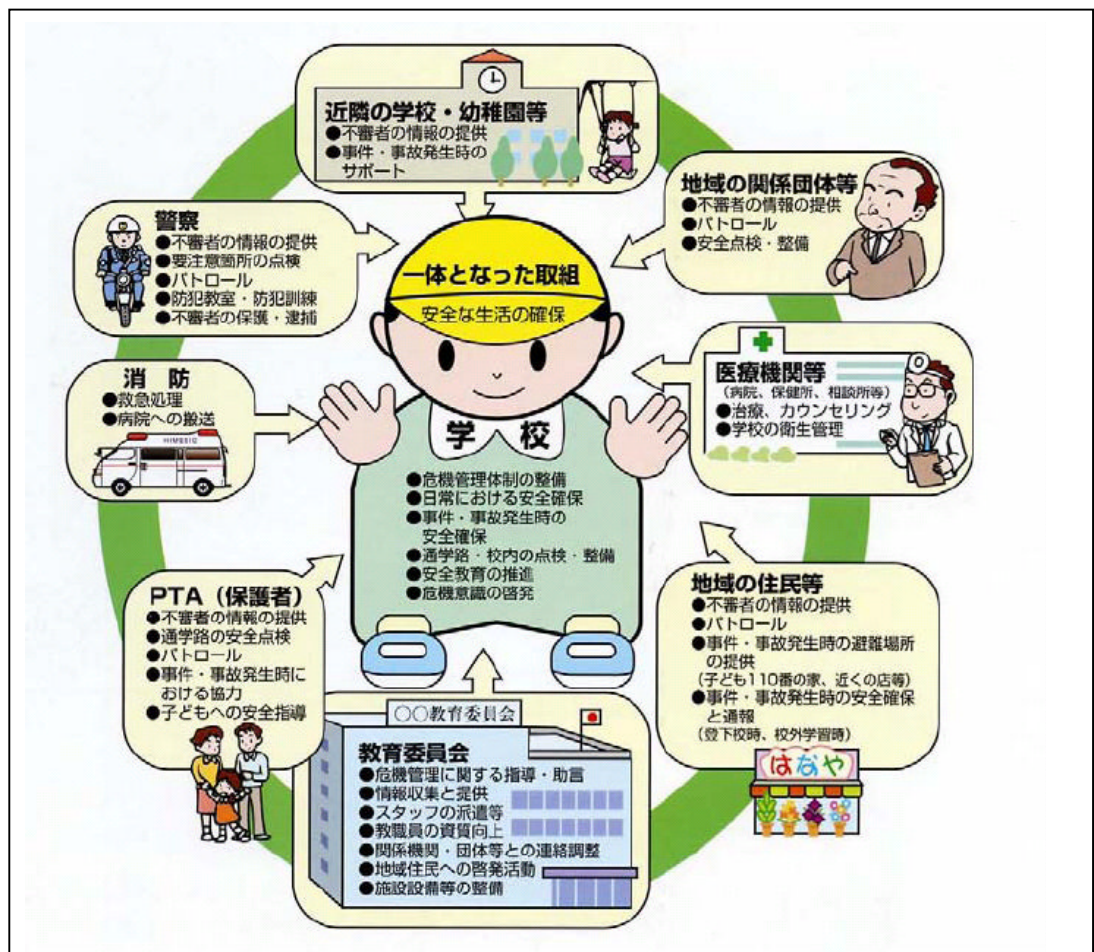 近隣の学校・幼稚園等
●不審者の情報の提供
●事件・事故発生時の
サポート
地域の関係団体等
●不審者の情報の提供
●パトロール
●安全点検・整備
警察
●不審者の情報の提供
●要注意箇所の点検
●パトロール
●防犯教室・防犯訓練
●不審者の保護・逮捕
一体となった取組
安全な生活の確保
医療機関等
(病院、保健所、相談所等)
●治療、カウンセリング
●学校の衛生管理
消 防
●救急処理
●病院への搬送
学 校
●危機管理体制の整備
●日常における安全確保
●事件・事故発生時の
安全確保
●通学路・校内の点検・整備
●安全教育の推進
●危機意識の啓発
PTA(保護者)
●不審者の情報の提供
●通学路の安全点検
●パトロール
●事件・事故発生時に
おける協力
●子どもへの安全指導
地域の住民等
●不審者の情報の提供
●パトロール
●事件・事故発生時の避難場所
の提供
(子ども110番の家、近くの店等)
●事件・事故発生時の安全確保
と通報
(登下校時、校外学習時)
はなや
〇〇教育委員会
教育委員会
●危機管理に関する指導・助言
●情報収集と提供
●スタッフの派遣等
●教職員の資質向上
●関係機関・団体等との連絡調整
●地域住民への啓発活動
●施設設備等の整備